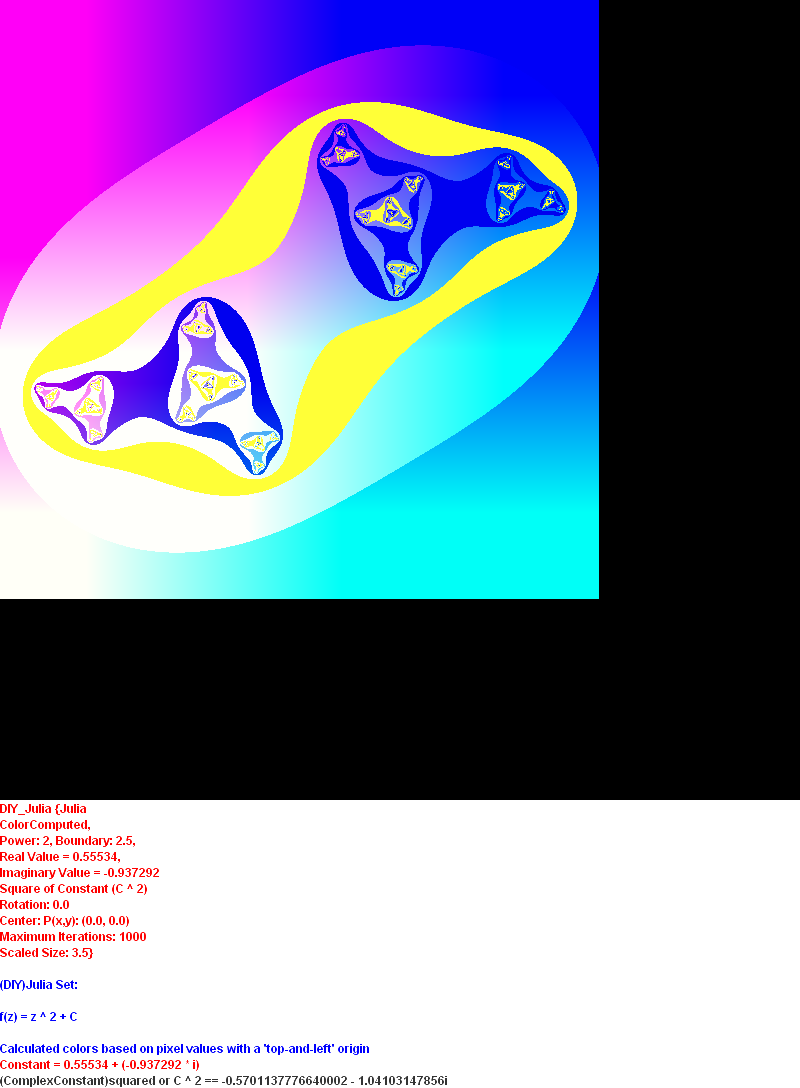 DIY_Julia {Julia
ColorComputed,
Power: 2, Boundary: 2.5,
Real Value = 0.55534,
Imaginary Value = -0.937292
Square of Constant (C ^ 2)
Rotation: 0.0
Center: P(x,y): (0.0, 0.0)
Maximum Iterations: 1000
Scaled Size: 3.5}
(DIY)Julia Set:
f(z) = z ^ 2 + C
Calculated colors based on pixel values with a 'top-and-left' origin
Constant = 0.55534 + (-0.937292 * i)
(ComplexConstant)squared or C ^ 2 == -0.5701137776640002 - 1.04103147856i